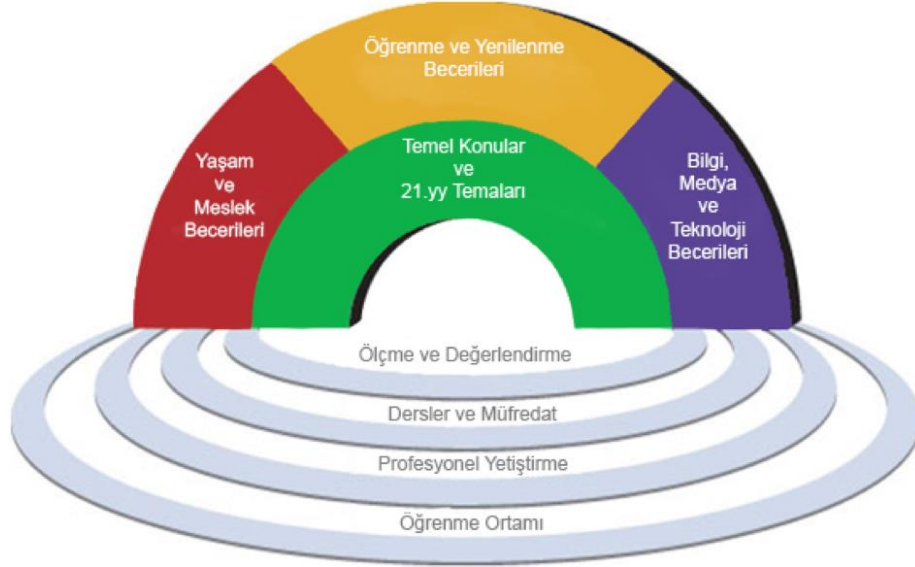 Öğrenme ve Yenilenme
Becerileri
Yaşam
ve
Meslek
Becerileri
Temel Konular
ve
21.yy Temaları
Bilgi,
Medya
ve
Teknoloji
Becerileri
Ölçme ve Değerlendirme
Dersler ve Müfredat
Profesyonel Yetiştirme
Öğrenme Ortamı